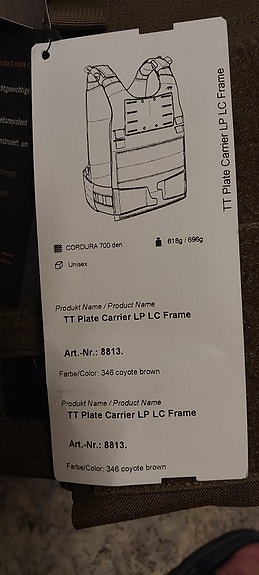 TT Plate Carrier LP LC Frame
CORDURA 700 den.
618g / 696g
Unisex
Produkt Name / Product Name
TT Plate Carrier LP LC Frame
Art.-Nr.: 8813.
Farbe/Color: 346 coyote brown
Produkt Name / Product Name
TT Plate Carrier LP LC Frame
Art.-Nr.: 8813.
Farbe/Color: 346 coyote brown